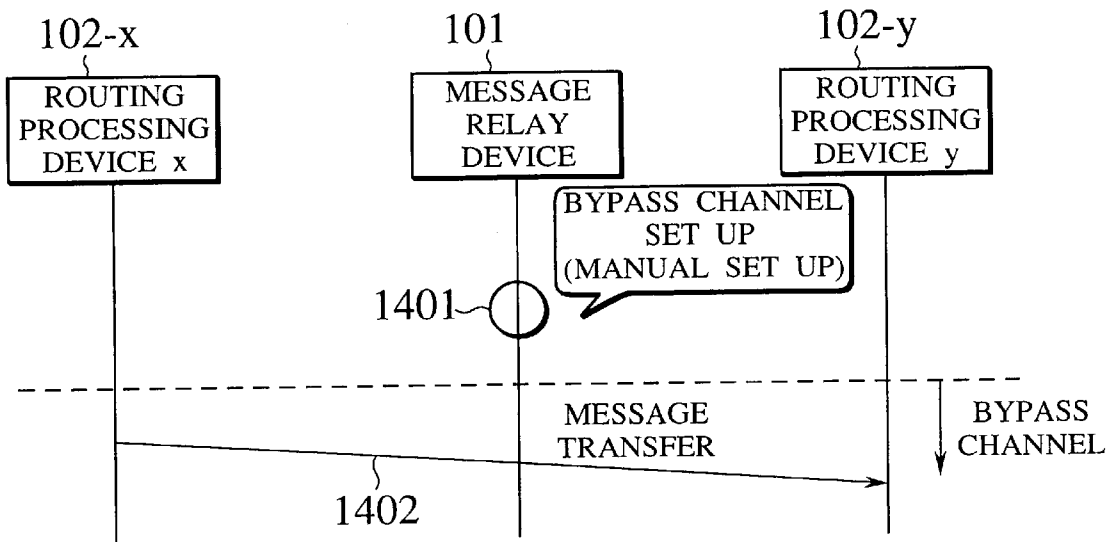 102-x
101
102-y
ROUTING
PROCESSING
DEVICE x
MESSAGE
RELAY
DEVICE
ROUTING
PROCESSING
DEVICE y
BYPASS CHANNEL
SET UP
(MANUAL SET UP)
1401
MESSAGE
TRANSFER
BYPASS
CHANNEL
1402